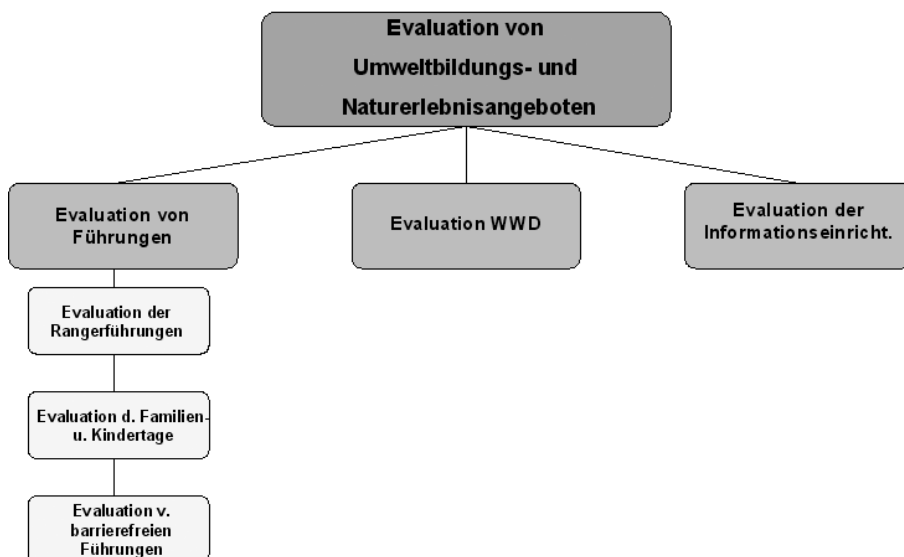 Evaluation von
Umweltbildungs- und
Naturerlebnisangeboten
Evaluation von
Führungen
Evaluation WWD
Evaluation der
Informationseinricht.
Evaluation der
Rangerführungen
Evaluation d. Familien-
u. Kindertage
Evaluation v.
barrierefreien
Führungen